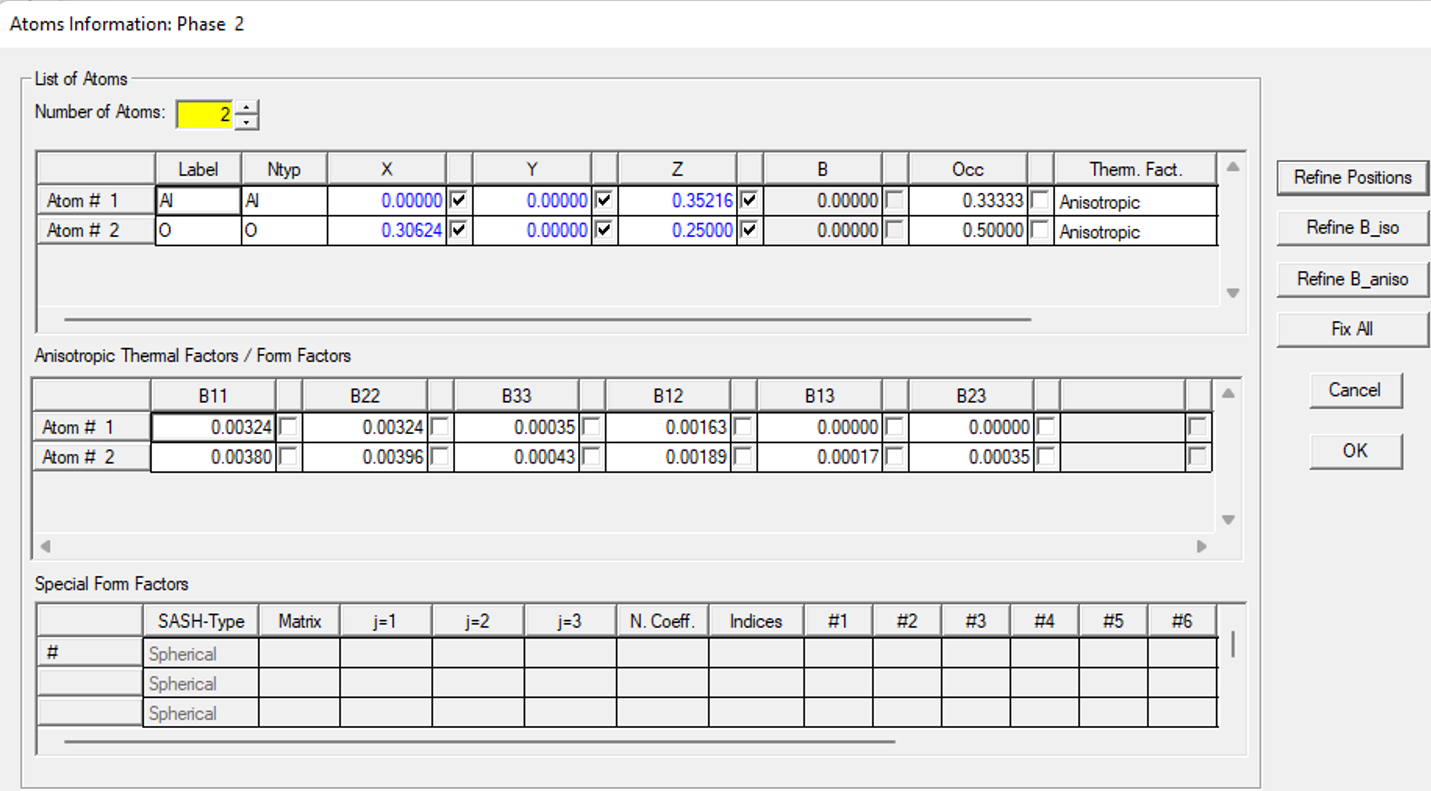 Atoms Information: Phase 2
List of Atoms
Number of Atoms: 2
Label Ntyp X Y Z B Occ Therm. Fact.
Atom # 1 Al Al 0.00000 0.00000 0.35216 0.00000 0.33333 Anisotropic
Atom # 2 O O 0.30624 0.00000 0.25000 0.00000 0.50000 Anisotropic
Refine Positions
Refine B_iso
Refine B_aniso
Fix All
Cancel
OK
Anisotropic Thermal Factors / Form Factors
B11 B22 B33 B12 B13 B23
Atom # 1 0.00324 0.00324 0.00035 0.00163 0.00000 0.00000
Atom # 2 0.00380 0.00396 0.00043 0.00189 0.00017 0.00035
Special Form Factors
SASH-Type Matrix j=1 j=2 j=3 N. Coeff. Indices #1 #2 #3 #4 #5 #6
# Spherical
Spherical
Spherical